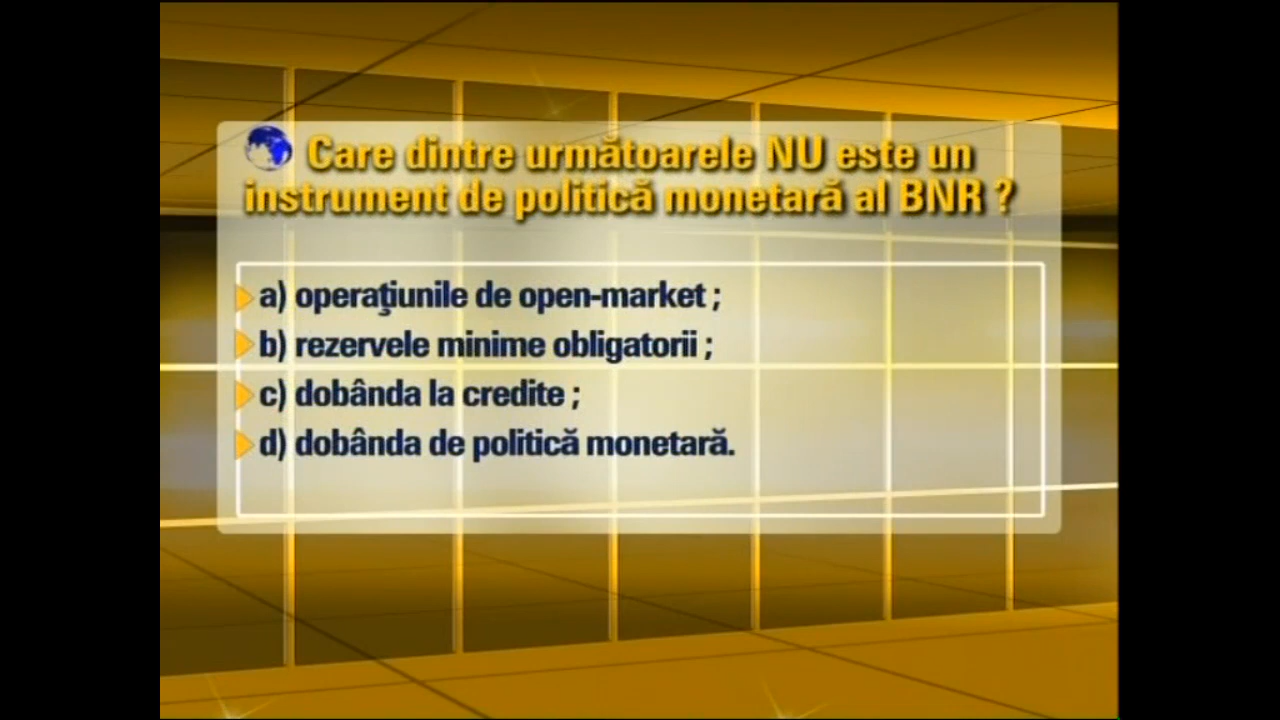 Care dintre următoarele NU este un
instrument de politică monetară al BNR ?
a) operaţiunile de open-market ;
b) rezervele minime obligatorii ;
c) dobânda la credite ;
d) dobânda de politică monetară.